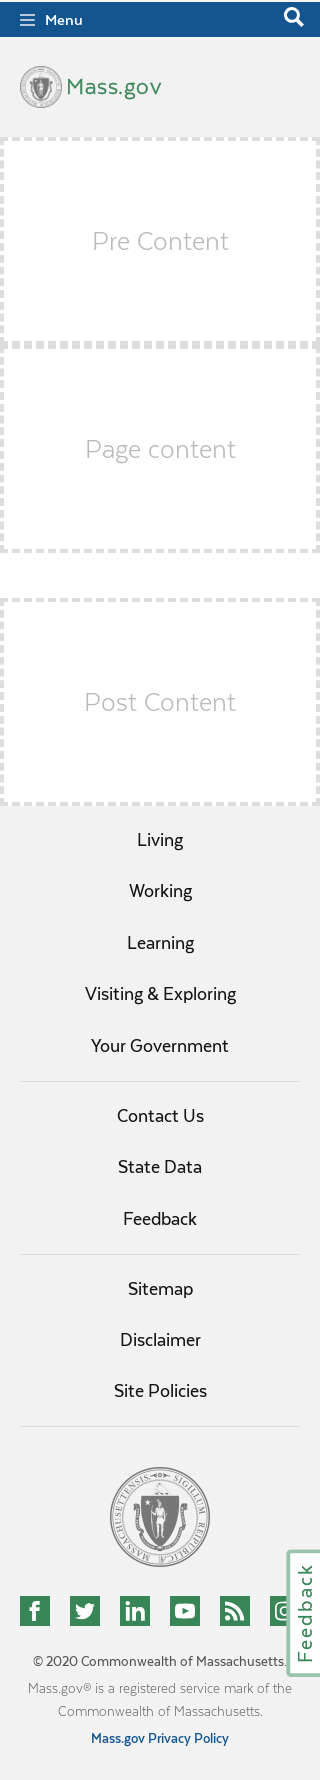 Menu
Mass.gov
Pre Content
Page content
Post Content
Living
Working
Learning
Visiting & Exploring
Your Government
Contact Us
State Data
Feedback
Sitemap
Disclaimer
Site Policies
MASSACHUSETTENSIS. SIGILLUM REIPUBLICÆ
Feedback
© 2020 Commonwealth of Massachusetts.
Mass.gov® is a registered service mark of the
Commonwealth of Massachusetts.
Mass.gov Privacy Policy